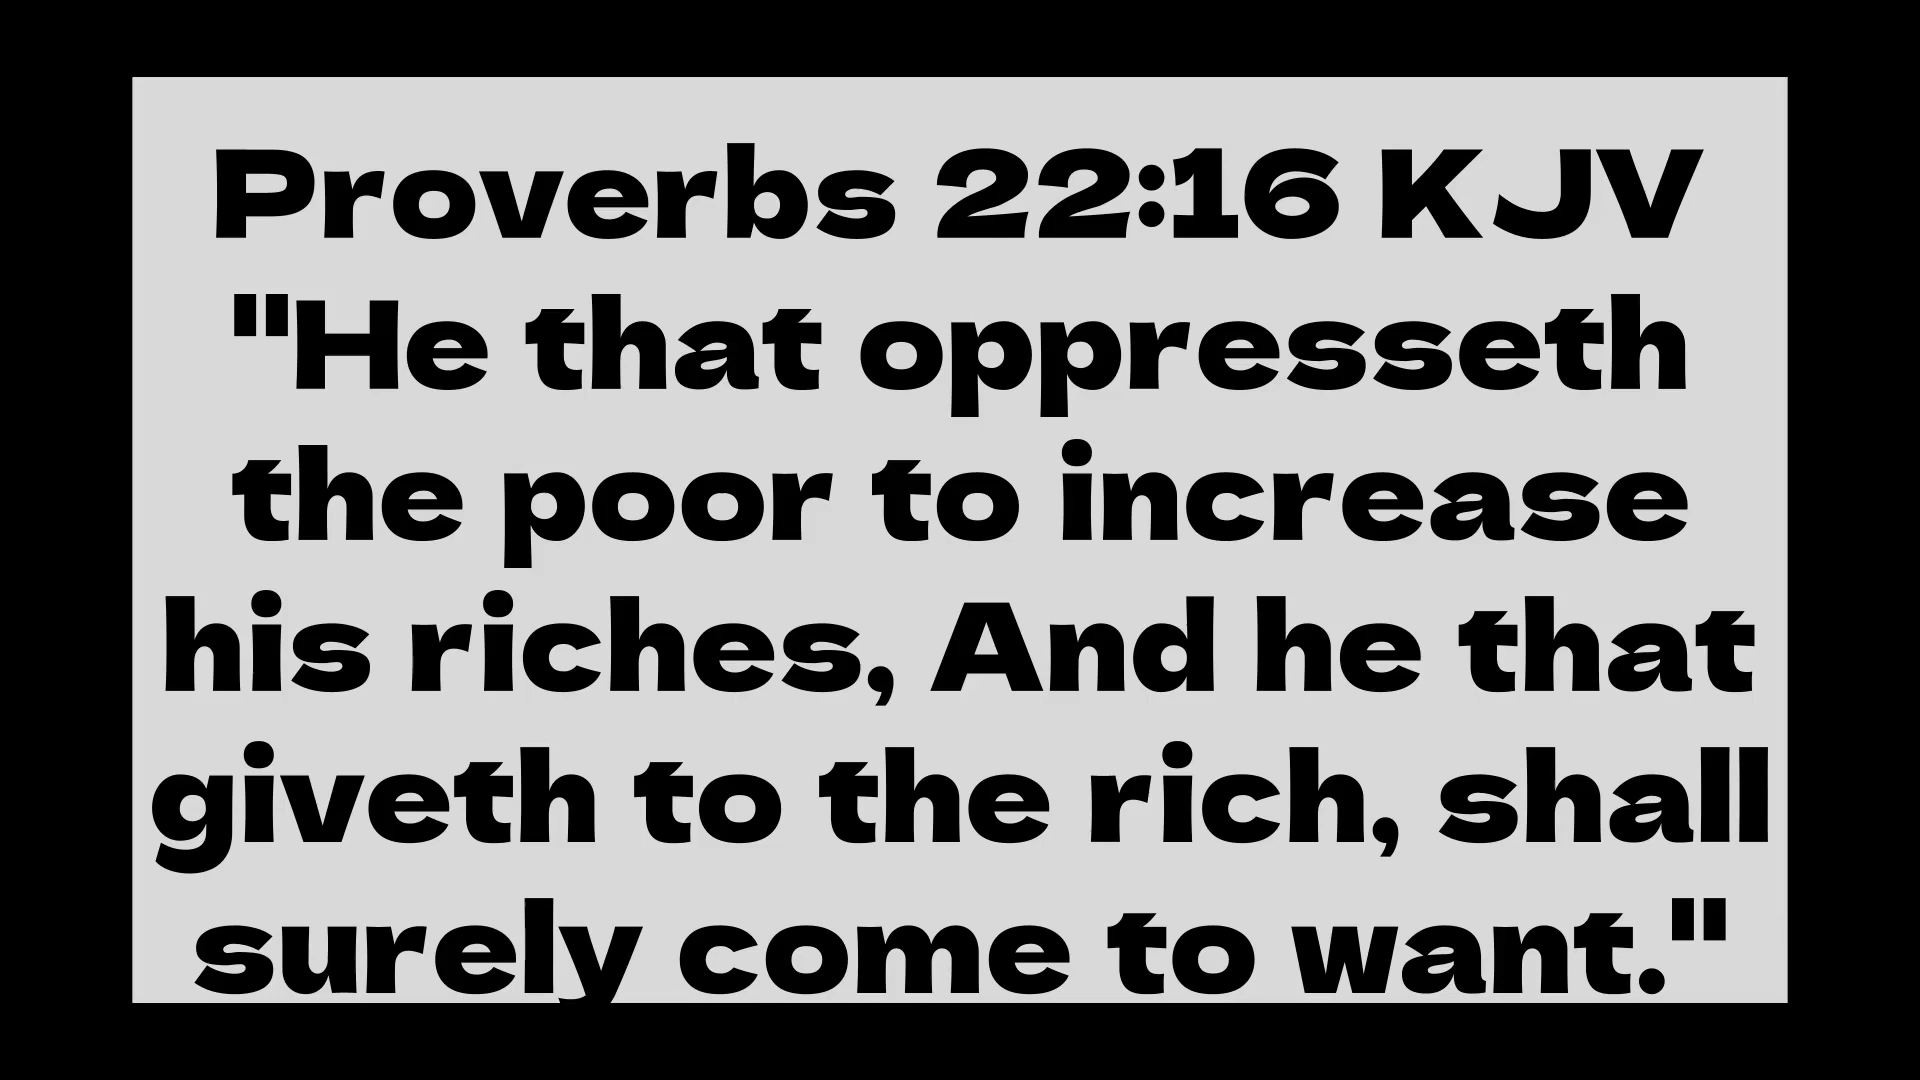 Proverbs 22:16 KJV
"He that oppresseth
the poor to increase
his riches, And he that
giveth to the rich, shall
surely come to want."